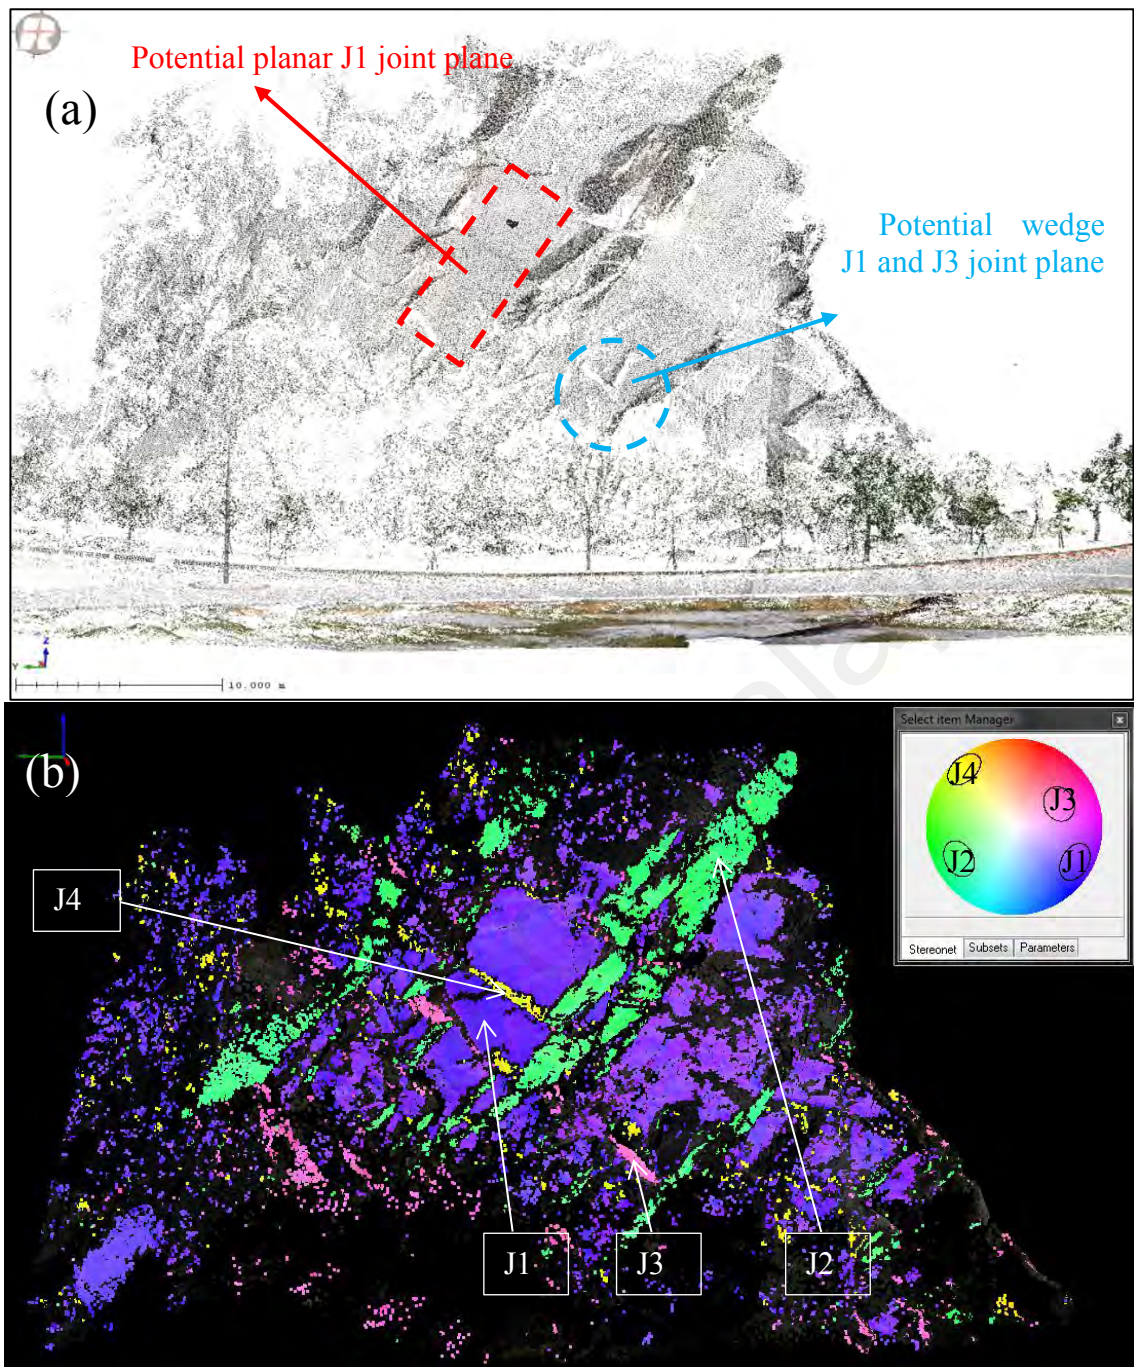 Potential planar J1 joint plane
(a)
Potential wedge
J1 and J3 joint plane
Z
Y
10.000 m
(b)
Select item Manager
J4
J3
J2
J1
Stereonet Subsets Parameters
J4
J1
J3
J2